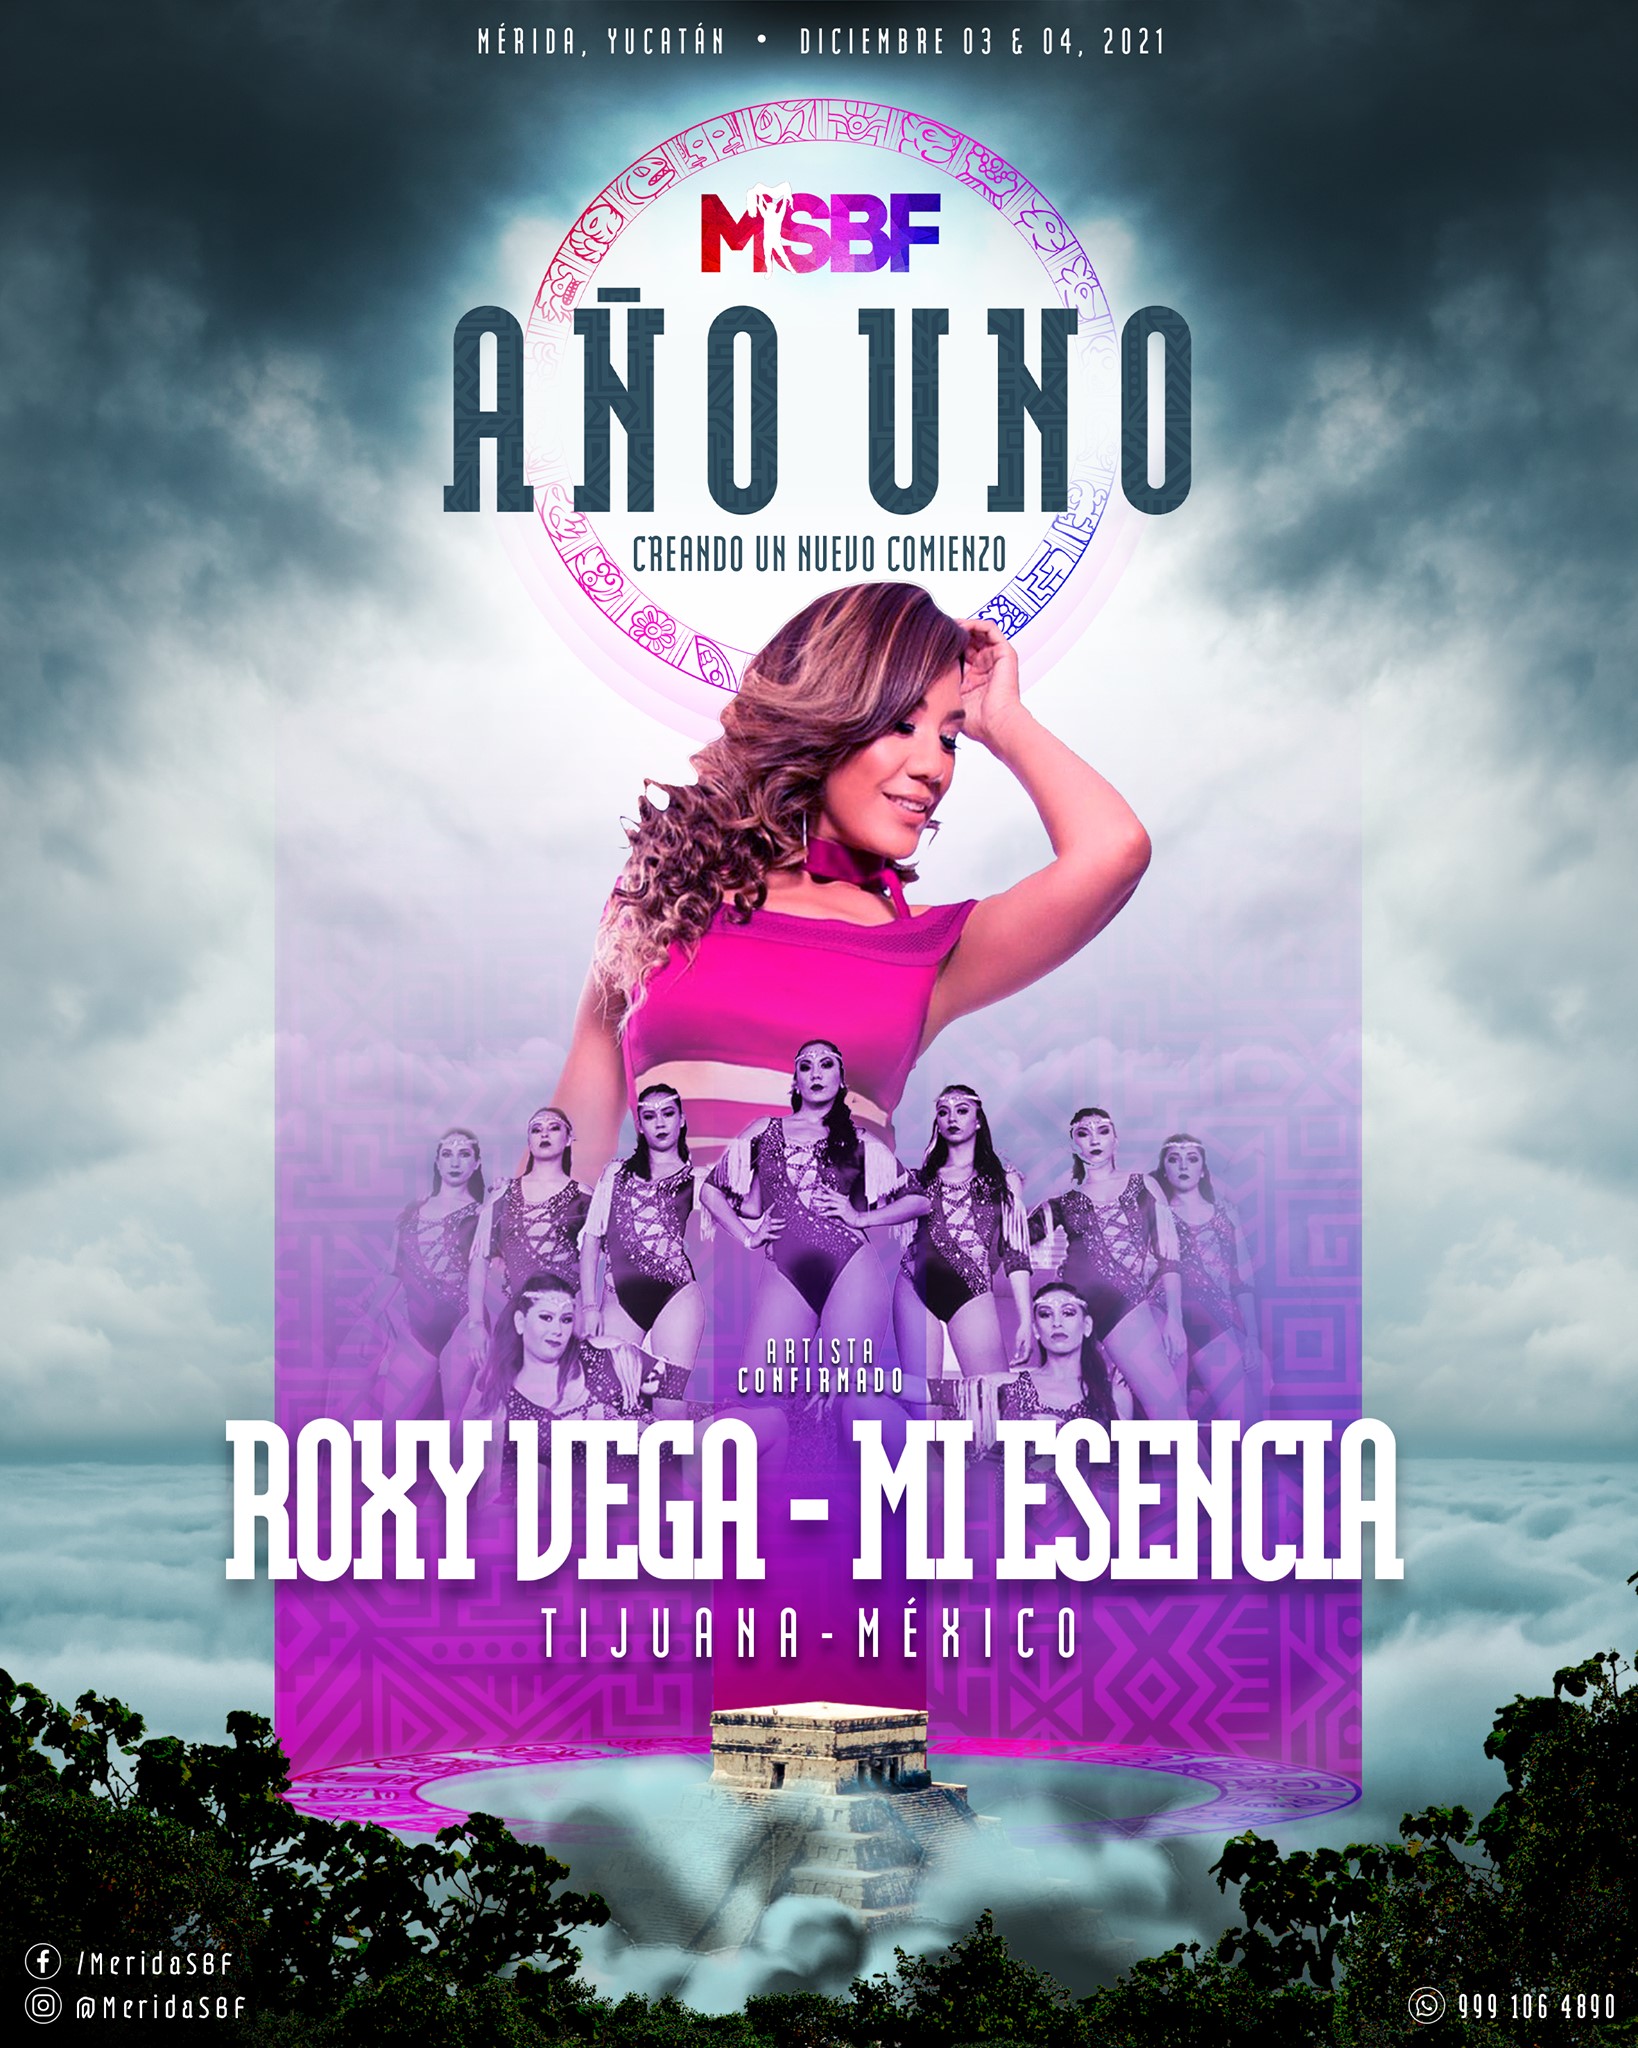 MÉRIDA, YUCATÁN • DICIEMBRE 03 & 04, 2021
MSBF
AÑO UNO
CREANDO UN NUEVO COMIENZO
ARTISTA
CONFIRMADO
ROXY VEGA - MI ESENCIA
TIJUANA-MÉXICO
/MeridaSBF
@MeridaSBF
999 106 4890